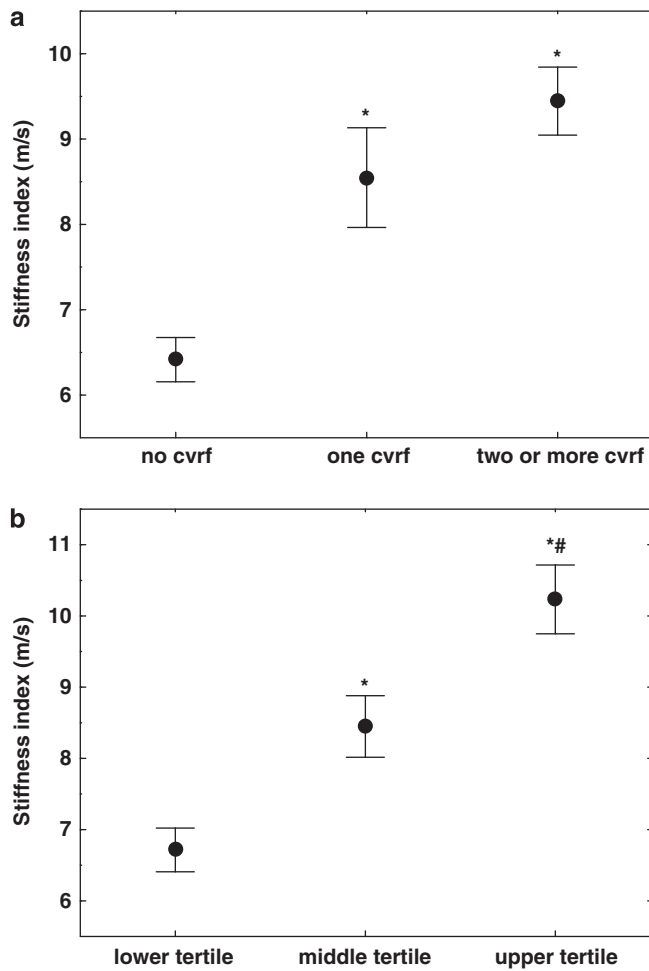 a
Stiffness index (m/s)
10
9
8
7
6
*
*
no cvrf one cvrf two or more cvrf
b
Stiffness index (m/s)
11
10
9
8
7
6
*
*#
lower tertile middle tertile upper tertile